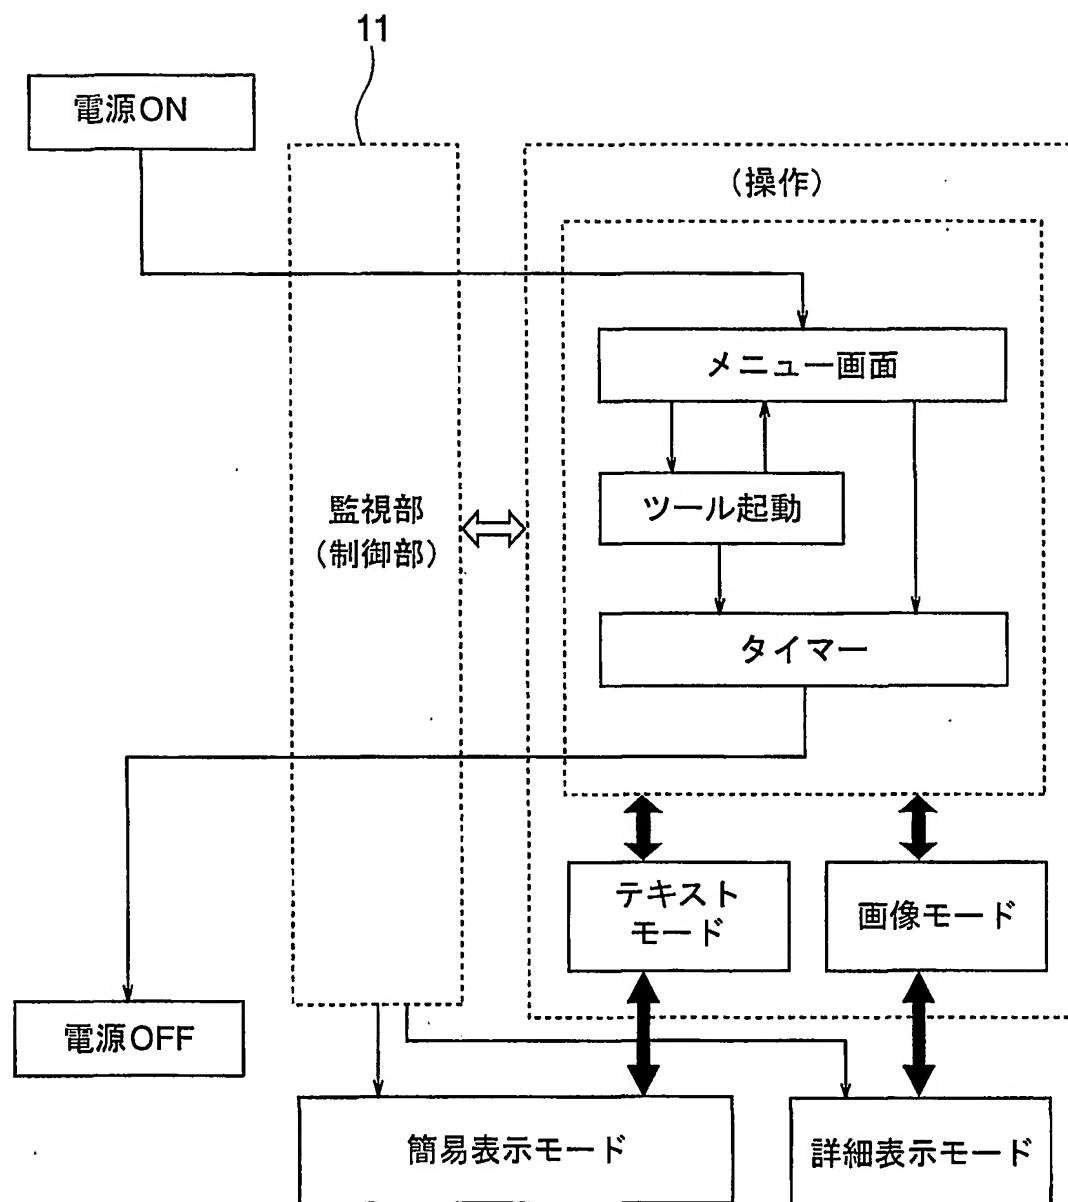 11
電源ON
(操作)
メニュー画面
ツール起動
監視部
(制御部)
タイマー
テキスト
モード
画像モード
電源OFF
簡易表示モード
詳細表示モード